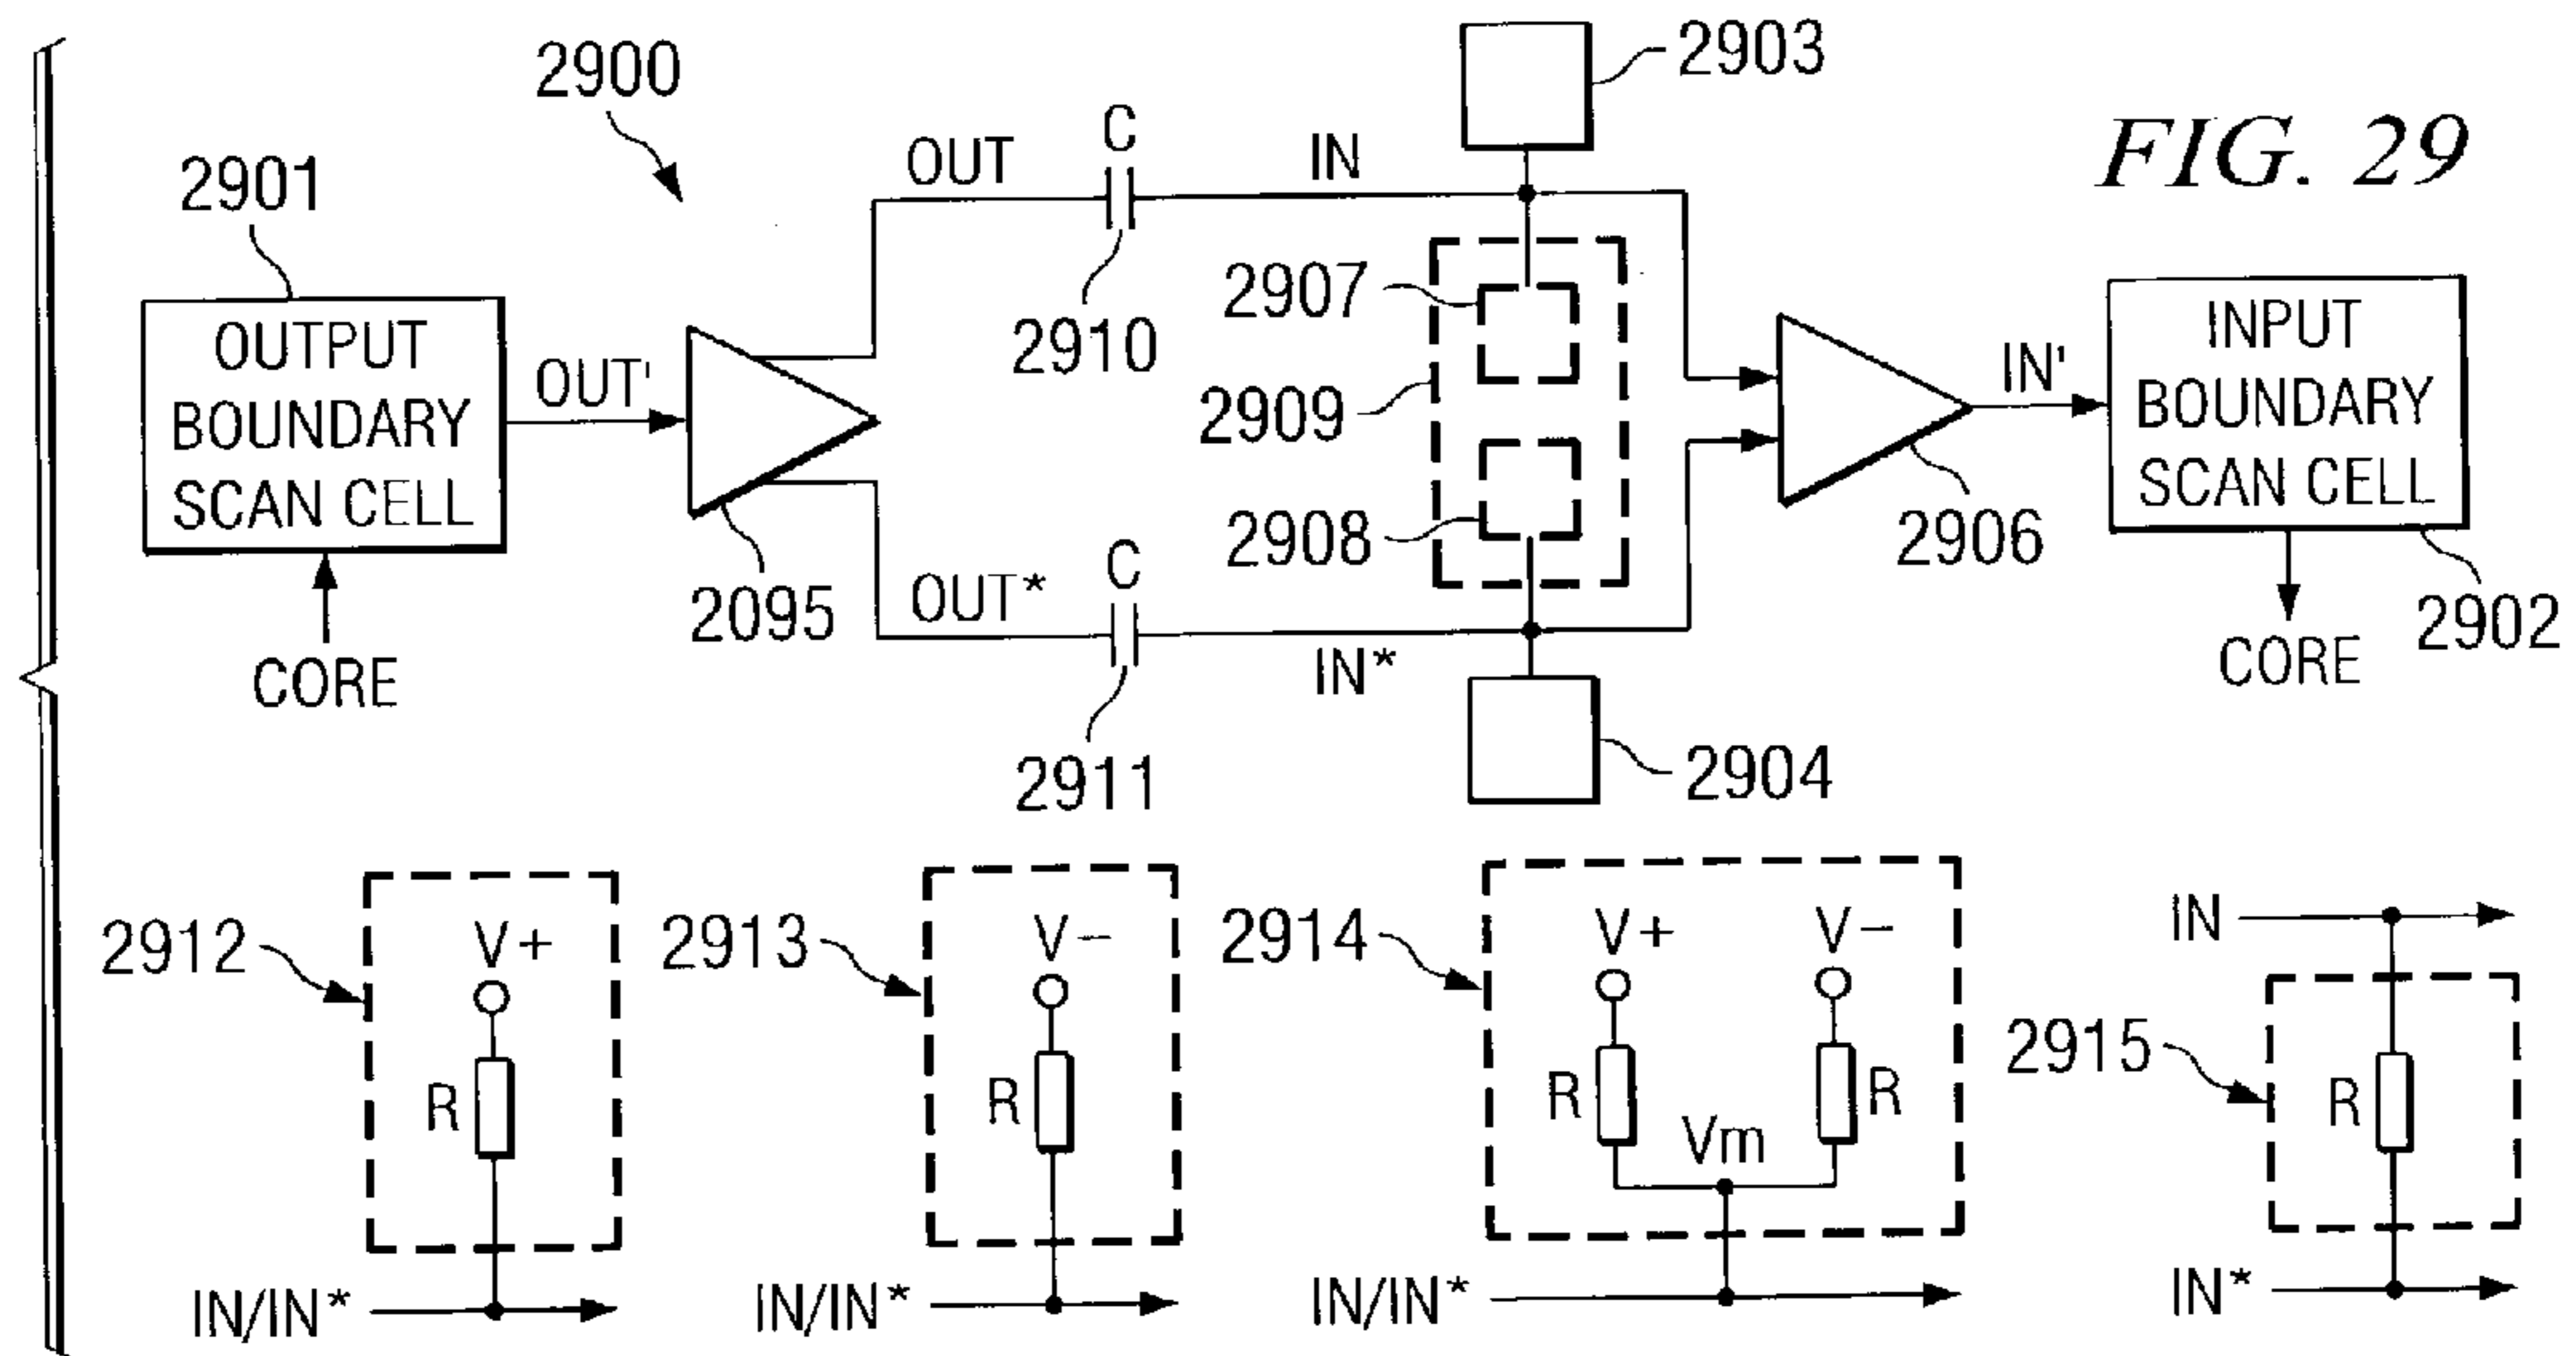 FIG. 29
2900
2903
2901
OUTPUT
BOUNDARY
SCAN CELL
OUT'
CORE
2095
OUT
C
2910
IN
OUT*
C
2911
IN*
2907
2909
2908
2904
2906
IN'
INPUT
BOUNDARY
SCAN CELL
2902
CORE
2912
V+
R
IN/IN*
2913
V-
R
IN/IN*
2914
V+
V-
R
R
Vm
IN/IN*
IN
2915
R
IN*